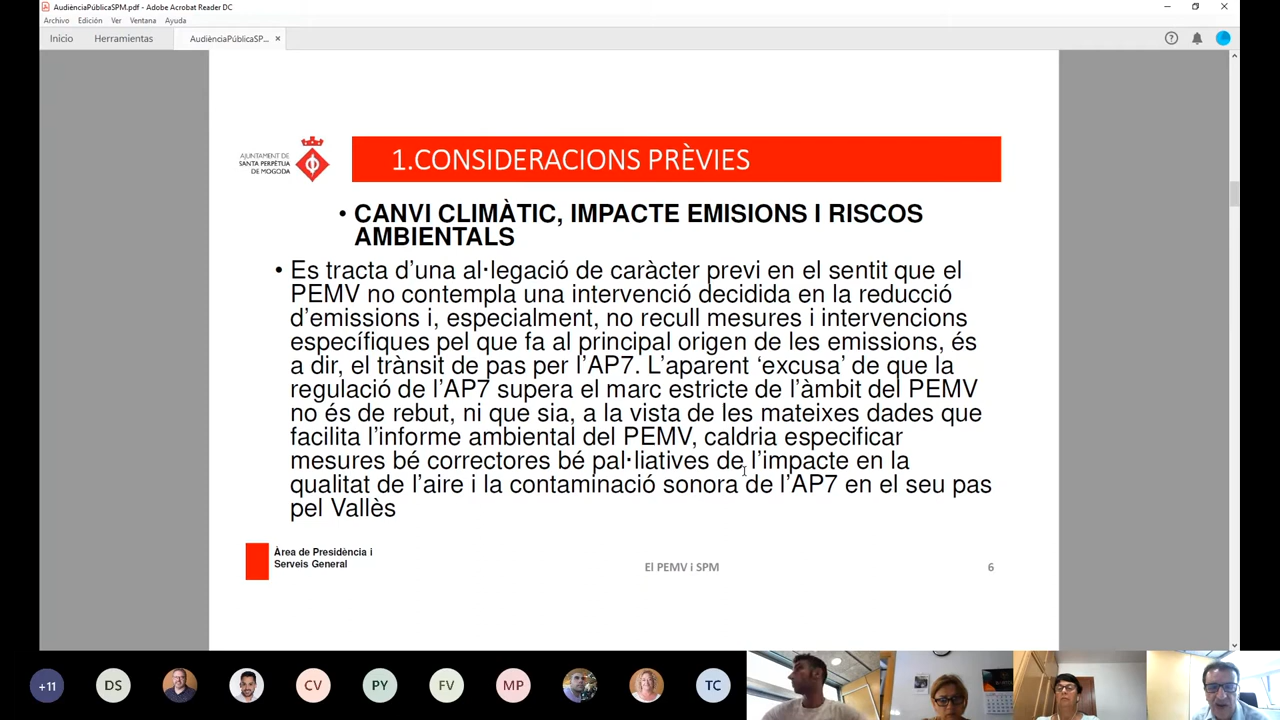 AudiènciaPúblicaSPM.pdf - Adobe Acrobat Reader DC
Archivo Edición Ver Ventana Ayuda
Inicio Herramientas AudiènciaPúblicaSP... ×
AJUNTAMENT DE
SANTA PERPÈTUA
DE MOGODA
1.CONSIDERACIONS PRÈVIES
• CANVI CLIMÀTIC, IMPACTE EMISIONS I RISCOS
AMBIENTALS
• Es tracta d'una al·legació de caràcter previ en el sentit que el
PEMV no contempla una intervenció decidida en la reducció
d'emissions i, especialment, no recull mesures i intervencions
específiques pel que fa al principal origen de les emissions, és
a dir, el trànsit de pas per l'AP7. L'aparent 'excusa' de que la
regulació de l'AP7 supera el marc estricte de l'àmbit del PEMV
no és de rebut, ni que sia, a la vista de les mateixes dades que
facilita l'informe ambiental del PEMV, caldria especificar
mesures bé correctores bé pal·liatives de l'impacte en la
qualitat de l'aire i la contaminació sonora de l'AP7 en el seu pas
pel Vallès
Àrea de Presidència i
Serveis General
El PEMV i SPM
6
+11 DS CV PY FV MP TC